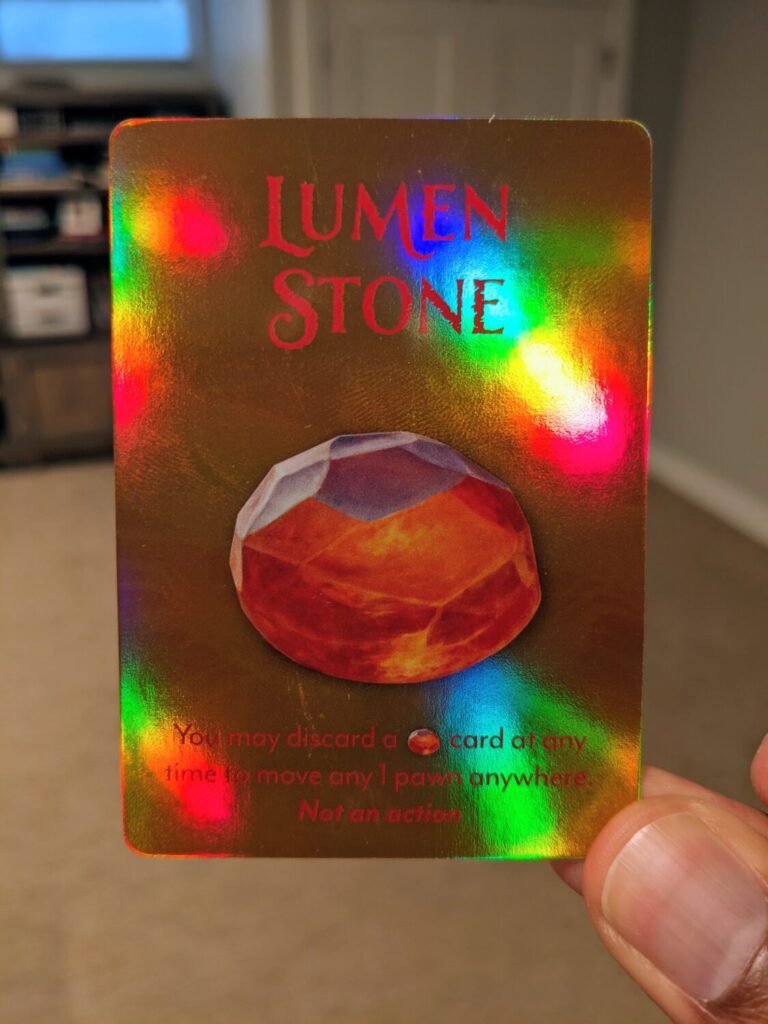 LUMEN
STONE
You may discard a card at any
time to move any 1 pawn anywhere.
Not an action